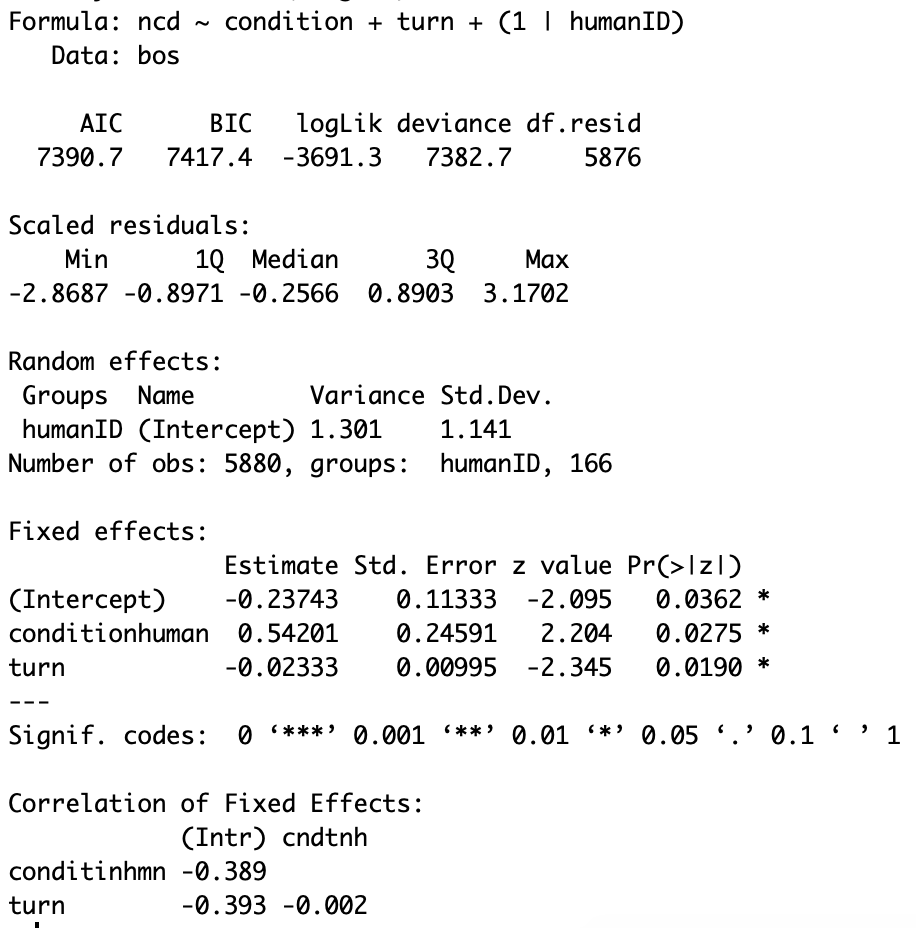 Formula: ncd ~ condition + turn + (1 | humanID)
   Data: bos

     AIC      BIC   logLik deviance df.resid
  7390.7   7417.4  -3691.3   7382.7     5876

Scaled residuals:
    Min      1Q  Median      3Q     Max
-2.8687 -0.8971 -0.2566  0.8903  3.1702

Random effects:
 Groups  Name        Variance Std.Dev.
 humanID (Intercept) 1.301    1.141
Number of obs: 5880, groups:  humanID, 166

Fixed effects:
               Estimate Std. Error z value Pr(>|z|)
(Intercept)    -0.23743    0.11333  -2.095   0.0362 *
conditionhuman  0.54201    0.24591   2.204   0.0275 *
turn           -0.02333    0.00995  -2.345   0.0190 *
---
Signif. codes:  0 ‘***’ 0.001 ‘**’ 0.01 ‘*’ 0.05 ‘.’ 0.1 ‘ ’ 1

Correlation of Fixed Effects:
            (Intr) cndtnh
conditinhmn -0.389
turn        -0.393 -0.002